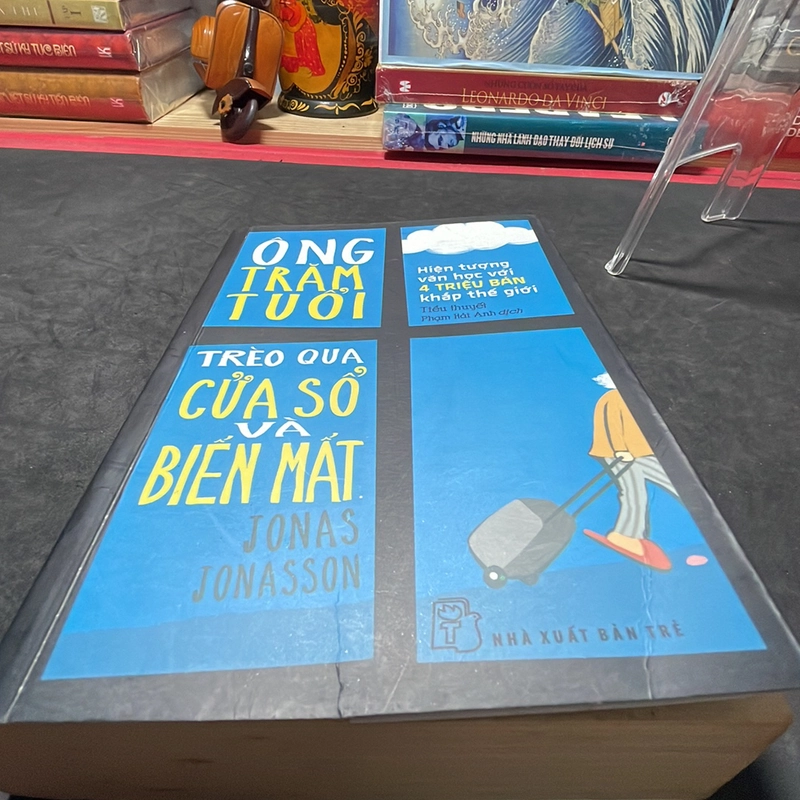 LEONARDO DA VINCI
NHỮNG NHÀ LÃNH ĐẠO THAY ĐỔI LỊCH SỬ
ÔNG
TRĂM
TUỔI
Hiện tượng
văn học với
4 TRIỆU BẢN
khắp thế giới
Tiểu thuyết
Phạm Hải Anh dịch
TRÈO QUA
CỬA SỔ
VÀ
BIẾN MẤT
JONAS
JONASSON
NHÀ XUẤT BẢN TRẺ